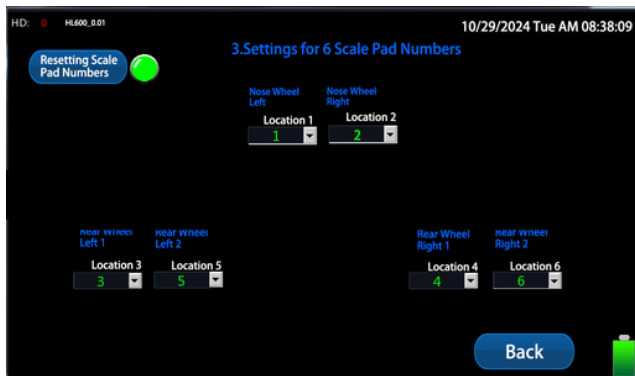 HD: 0 HL600_0.01
10/29/2024 Tue AM 08:38:09
Resetting Scale
Pad Numbers
3.Settings for 6 Scale Pad Numbers
Nose Wheel
Left
Nose Wheel
Right
Location 1
1
Location 2
2
Rear Wheel
Left 1
Rear Wheel
Left 2
Rear Wheel
Right 1
Rear Wheel
Right 2
Location 3
3
Location 5
5
Location 4
4
Location 6
6
Back